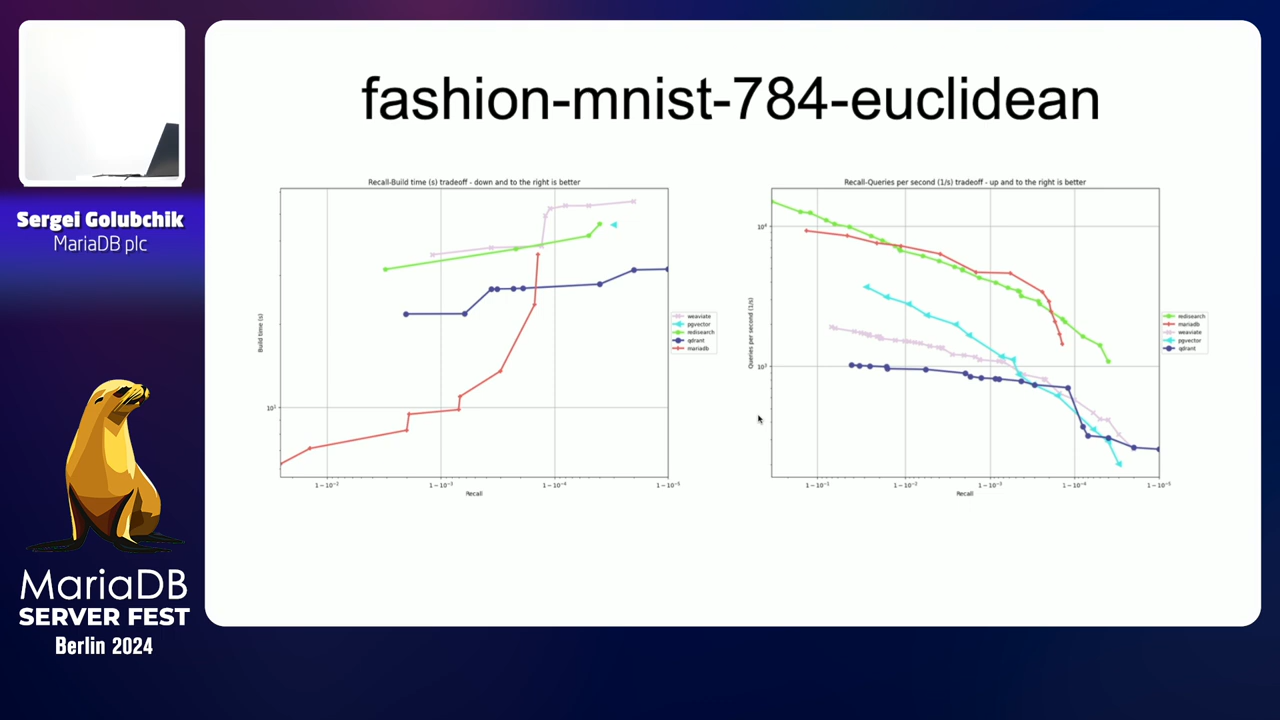 fashion-mnist-784-euclidean
Recall-Build time (s) tradeoff - down and to the right is better
Build time (s)
10¹
1 − 10⁻²
1 − 10⁻³
1 − 10⁻⁴
1 − 10⁻⁵
Recall
weaviate
pgvector
redisearch
qdrant
mariadb
Recall-Queries per second (1/s) tradeoff - up and to the right is better
Queries per second (1/s)
10⁴
10³
1 − 10⁻¹
1 − 10⁻²
1 − 10⁻³
1 − 10⁻⁴
1 − 10⁻⁵
Recall
redisearch
mariadb
weaviate
pgvector
qdrant
Sergei Golubchik
MariaDB plc
MariaDB
SERVER FEST
Berlin 2024